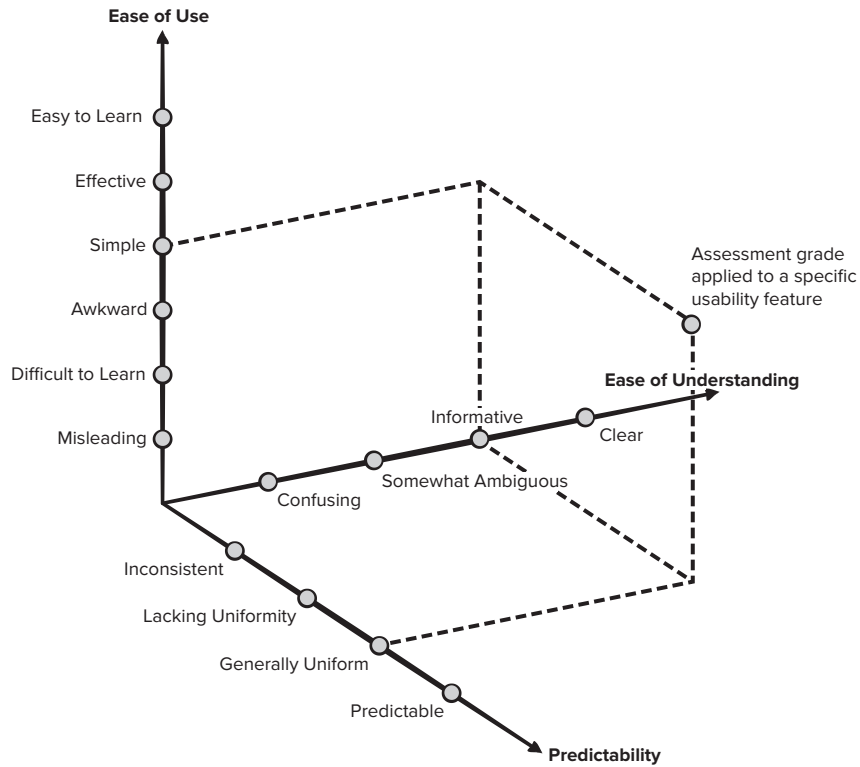 Ease of Use
Easy to Learn
Effective
Simple
Awkward
Difficult to Learn
Misleading
Assessment grade
applied to a specific
usability feature
Ease of Understanding
Informative
Clear
Somewhat Ambiguous
Confusing
Inconsistent
Lacking Uniformity
Generally Uniform
Predictable
Predictability